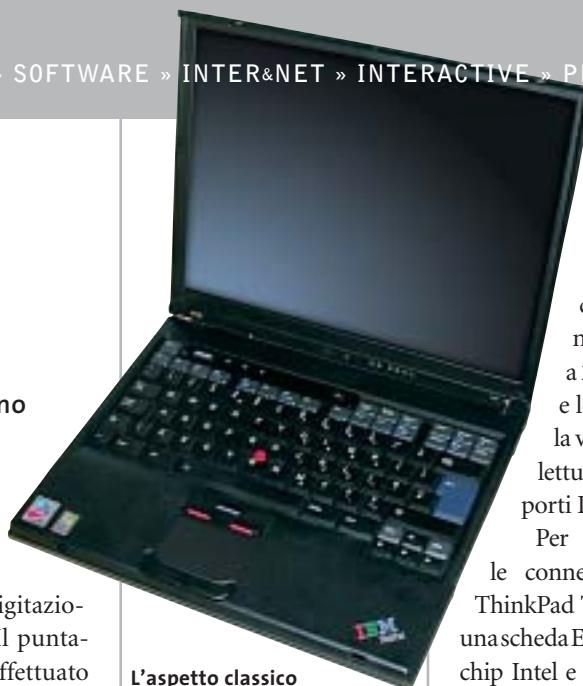 SOFTWARE » INTER&NET » INTERACTIVE »
no
igitazio-
l punta-
ffettuato
L'aspetto classico
IBM
a
e l
la v
lettu
porti
Per
le conne
ThinkPad
una scheda E
chip Intel e